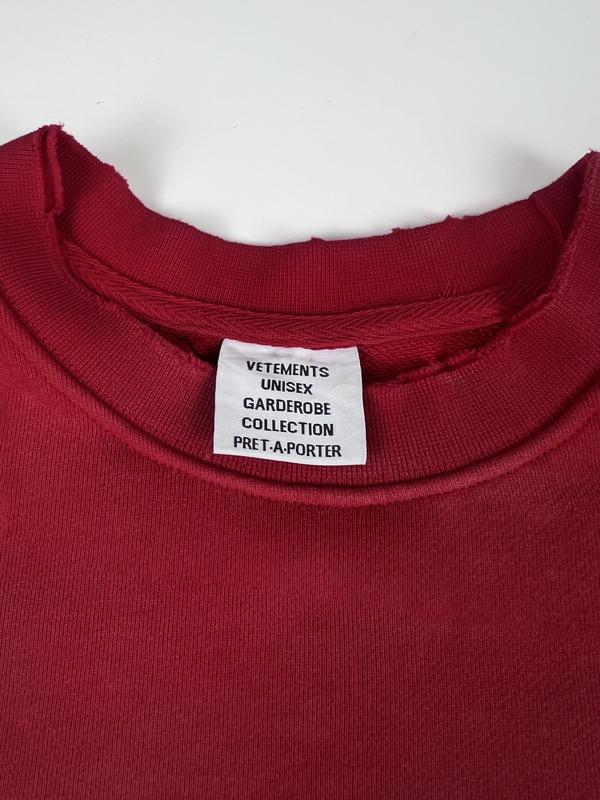 VETEMENTS
UNISEX
GARDEROBE
COLLECTION
PRET·A·PORTER